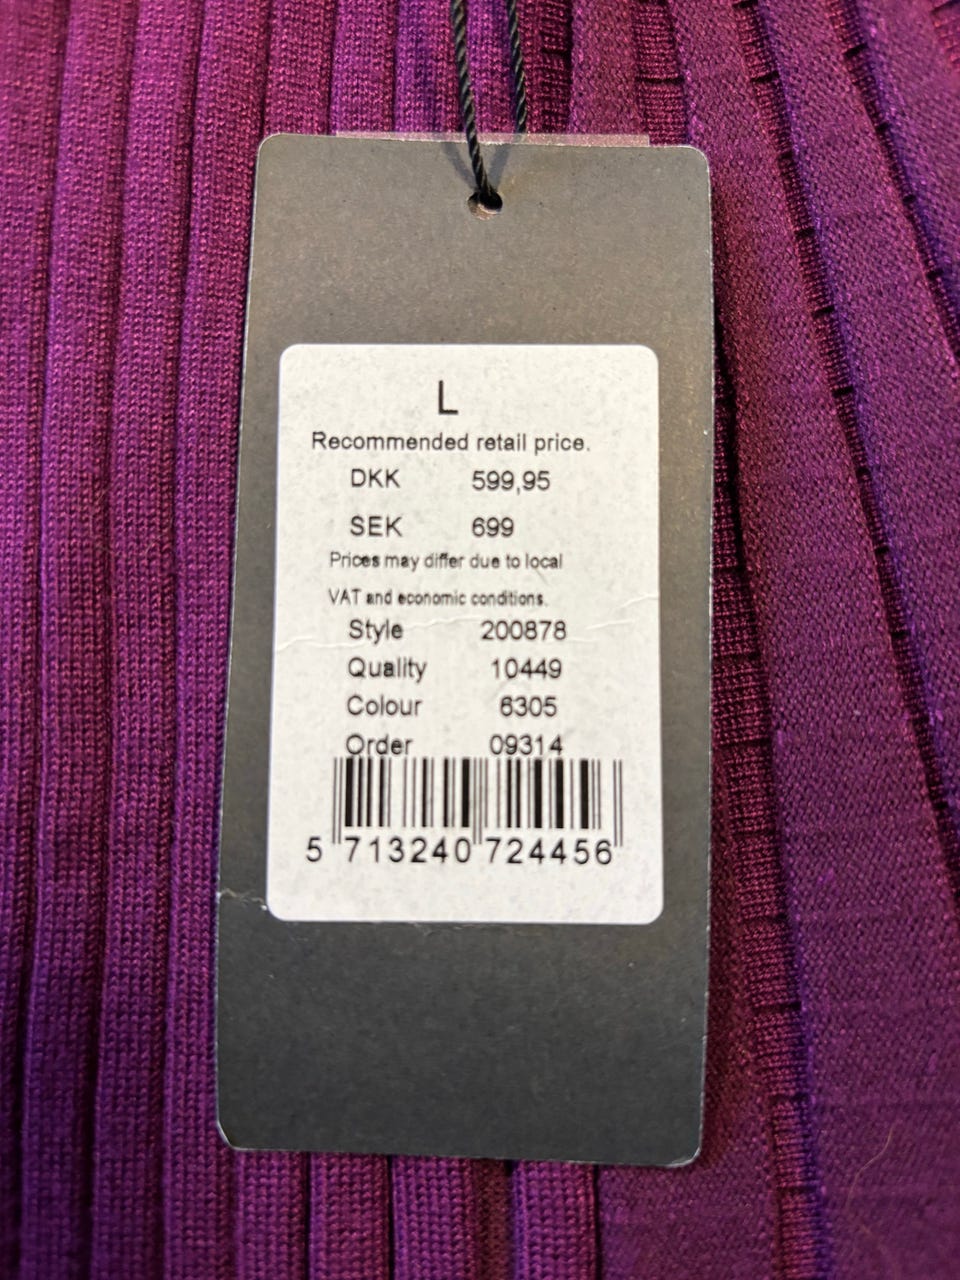 L
Recommended retail price.
DKK 599,95
SEK 699
Prices may differ due to local
VAT and economic conditions.
Style 200878
Quality 10449
Colour 6305
Order 09314
5 713240 724456